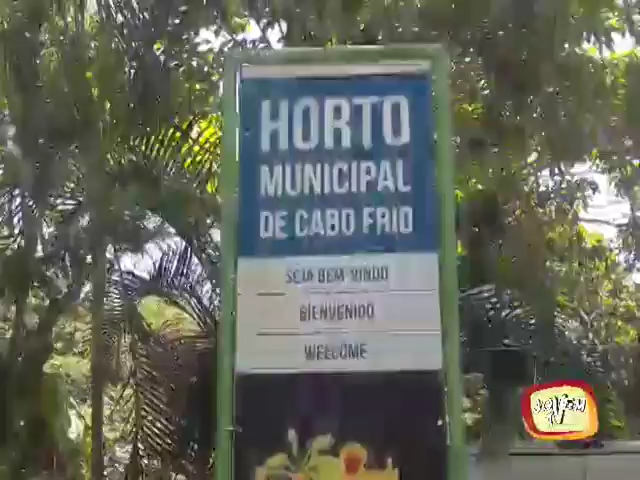 HORTO
MUNICIPAL
DE CABO FRIO
SEJA BEM-VINDO
BIENVENIDO
WELCOME